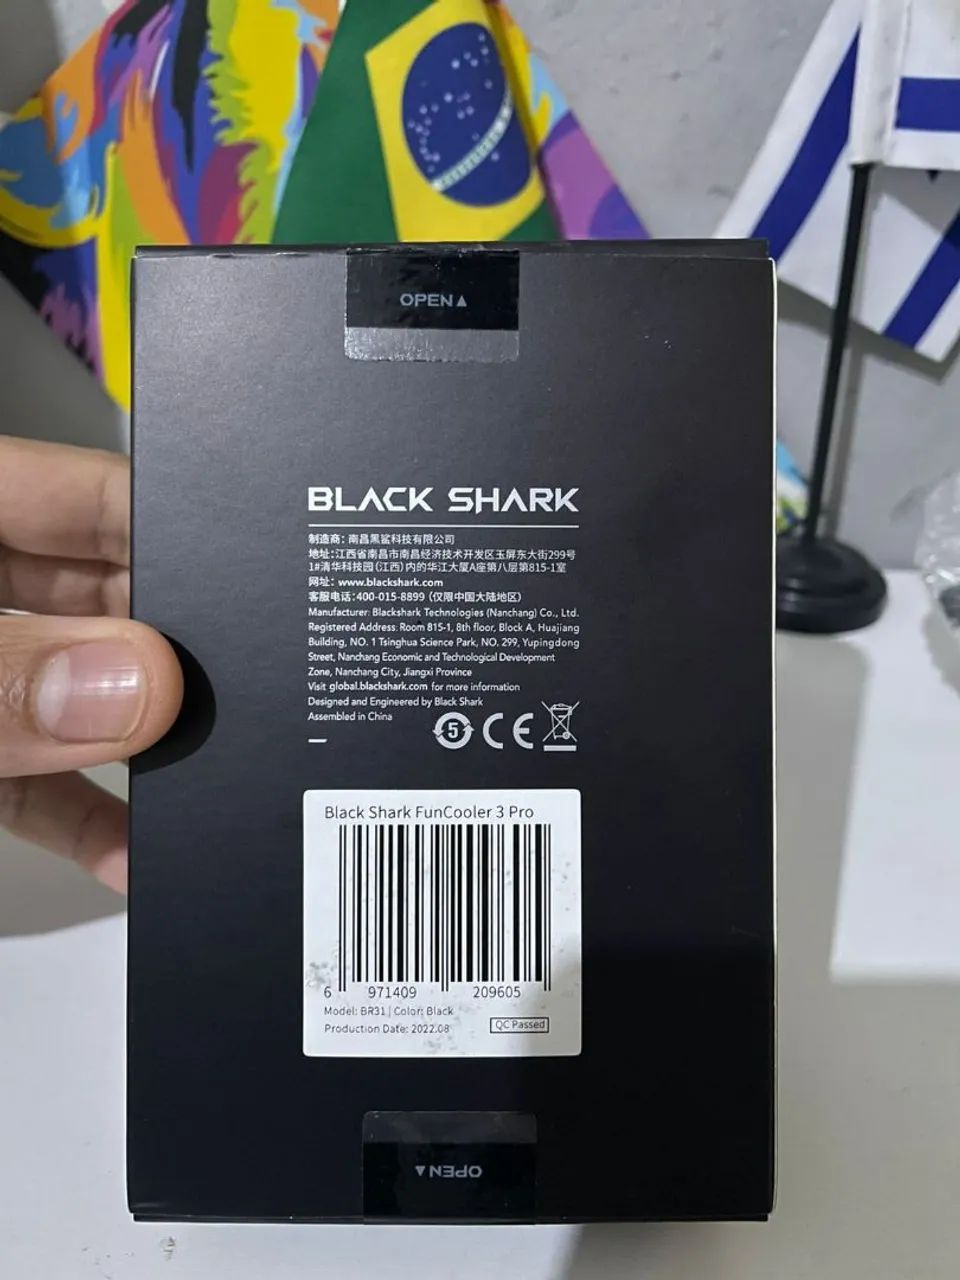 OPEN▲
BLACK SHARK
制造商：南昌黑鲨科技有限公司
地址：江西省南昌市南昌经济技术开发区玉屏东大街299号
1#清华科技园（江西）内的华江大厦A座第八层第815-1室
网址：www.blackshark.com
客服电话：400-015-8899（仅限中国大陆地区）
Manufacturer: Blackshark Technologies (Nanchang) Co., Ltd.
Registered Address: Room 815-1, 8th floor, Block A, Huajiang
Building, NO. 1 Tsinghua Science Park, NO. 299, Yupingdong
Street, Nanchang Economic and Technological Development
Zone, Nanchang City, Jiangxi Province
Visit global.blackshark.com for more information
Designed and Engineered by Black Shark
Assembled in China
5 CE
Black Shark FunCooler 3 Pro
6 971409 209605
Model: BR31 | Color: Black
Production Date: 2022.08 QC Passed
OPEN▲